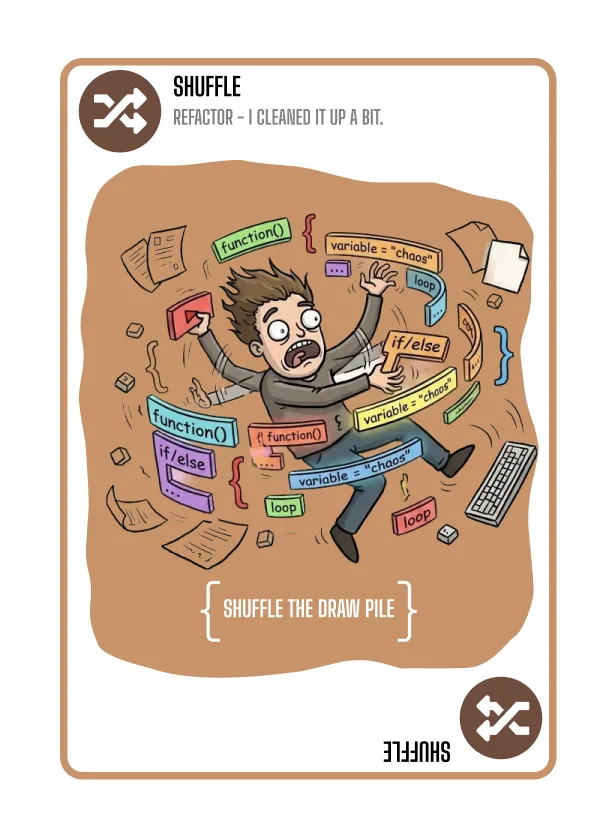 SHUFFLE
REFACTOR - I CLEANED IT UP A BIT.
function()
{
variable = "chaos"
...
loop
if/else
...
}
}
variable = "chaos"
function()
{ function()
...
{
if/else
...
{
variable = "chaos"
loop
loop
{ SHUFFLE THE DRAW PILE }
SHUFFLE